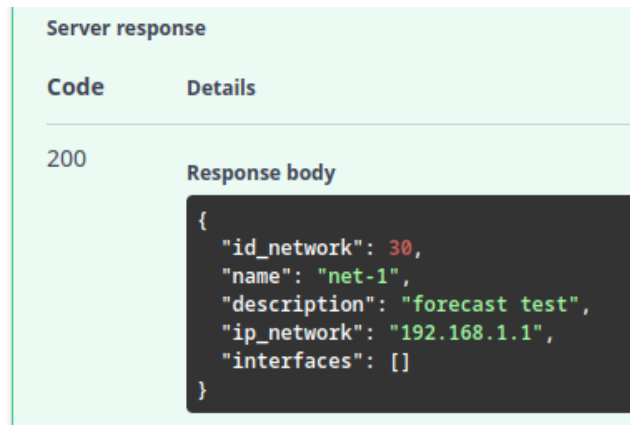 Server response
Code Details
200
Response body
{
  "id_network": 30,
  "name": "net-1",
  "description": "forecast test",
  "ip_network": "192.168.1.1",
  "interfaces": []
}